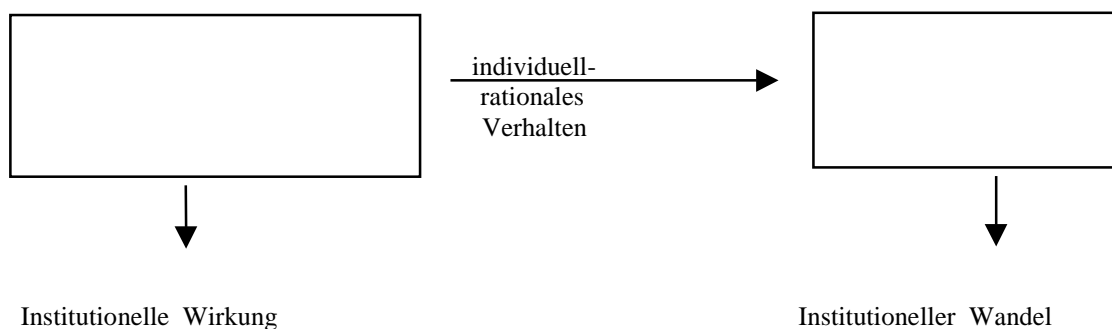 individuell-
rationales
Verhalten
Institutionelle Wirkung
Institutioneller Wandel